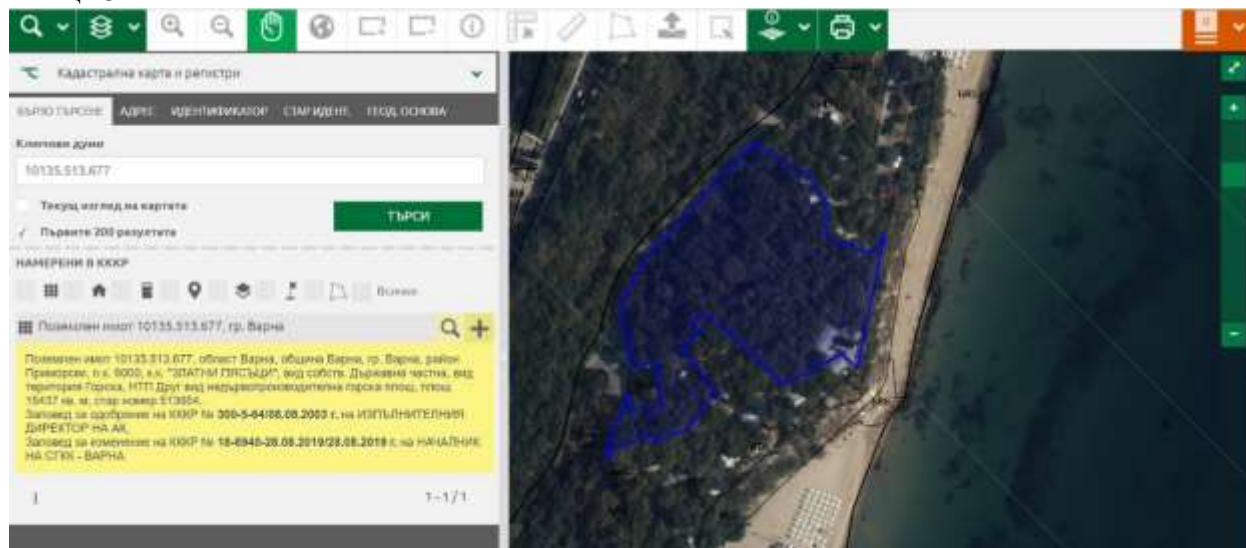 Кадастрална карта и регистри
БЪРЗО ТЪРСЕНЕ АДРЕС ИДЕНТИФИКАТОР СТАР ИДЕНТ. ГЕОД. ОСНОВА
Ключови думи
10135.513.677
Текущ изглед на картата
ТЪРСИ
Първите 200 резултата
НАМЕРЕНИ В КККР
Всички
Поземлен имот 10135.513.677, гр. Варна
Поземлен имот 10135.513.677, област Варна, община Варна, гр. Варна, район
Приморски, п.к. 9000, к.к. "ЗЛАТНИ ПЯСЪЦИ", вид собств. Държавна частна, вид
територия Горска, НТП Друг вид недървопроизводителна горска площ, площ
15437 кв. м, стар номер
Заповед за одобрение на КККР № 300-5-64/08.08.2003 г. на ИЗПЪЛНИТЕЛНИЯ
ДИРЕКТОР НА АК,
Заповед за изменение на КККР № 18-6940-28.08.2019/28.08.2019 г. на НАЧАЛНИК
НА СГКК - ВАРНА
1
1-1/1